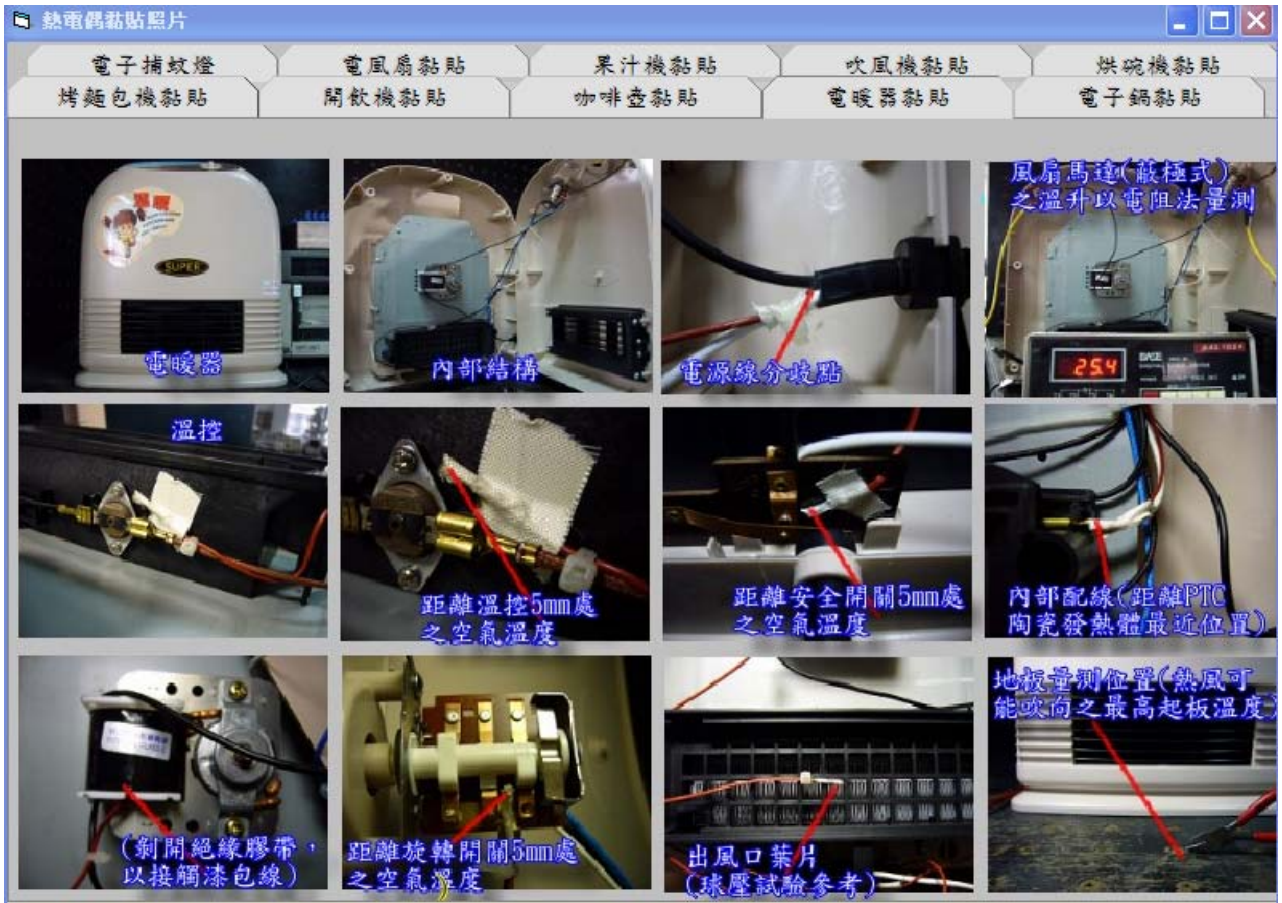 熱電偶黏貼照片
電子捕蚊燈
電風扇黏貼
果汁機黏貼
吹風機黏貼
烘碗機黏貼
烤麵包機黏貼
開飲機黏貼
咖啡壺黏貼
電暖器黏貼
電子鍋黏貼
SUPER
電暖器
內部結構
電源線分歧點
風扇馬達(蔽極式)
之溫升以電阻法量測
25.4
溫控
距離溫控5mm處
之空氣溫度
距離安全開關5mm處
之空氣溫度
內部配線(距離PTC
陶瓷發熱體最近位置)
(剝開絕緣膠帶，
以接觸漆包線)
距離旋轉開關5mm處
之空氣溫度
出風口葉片
(球壓試驗參考)
地板量測位置(熱風可
能吹向之最高起板溫度)